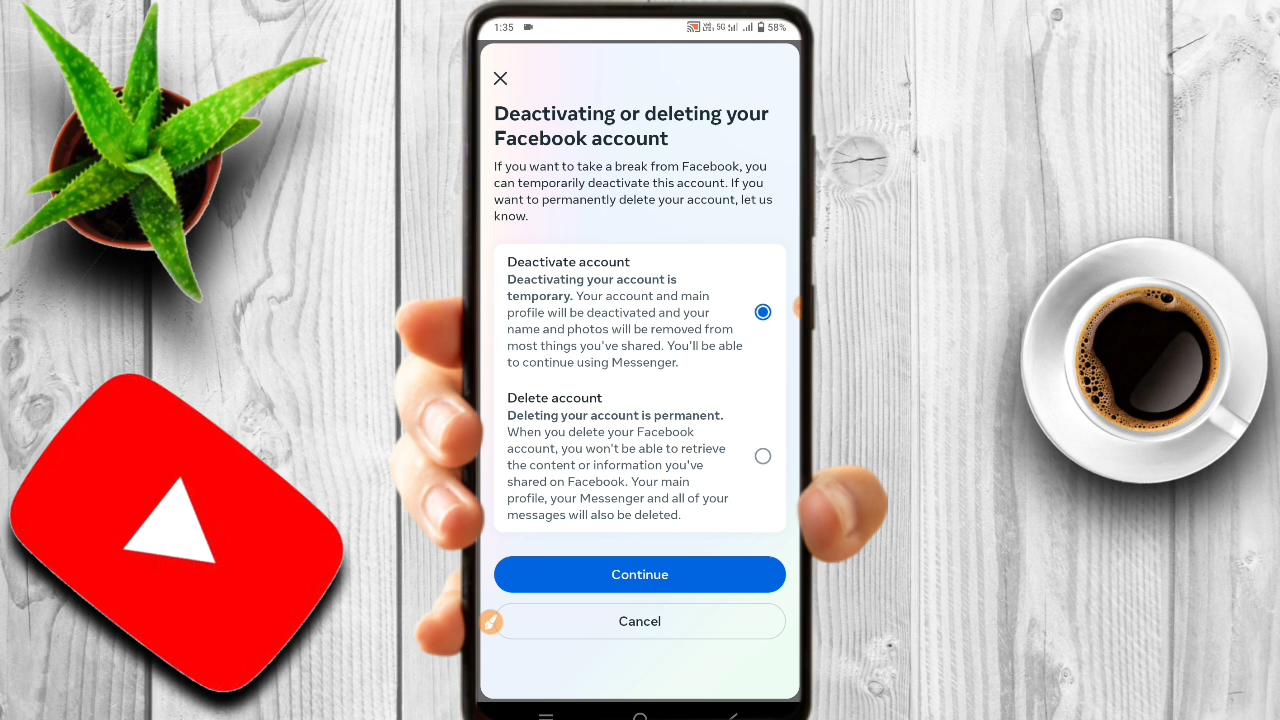 1:35
5G
58%
Deactivating or deleting your
Facebook account
If you want to take a break from Facebook, you
can temporarily deactivate this account. If you
want to permanently delete your account, let us
know.
Deactivate account
Deactivating your account is
temporary. Your account and main
profile will be deactivated and your
name and photos will be removed from
most things you've shared. You'll be able
to continue using Messenger.
Delete account
Deleting your account is permanent.
When you delete your Facebook
account, you won't be able to retrieve
the content or information you've
shared on Facebook. Your main
profile, your Messenger and all of your
messages will also be deleted.
Continue
Cancel